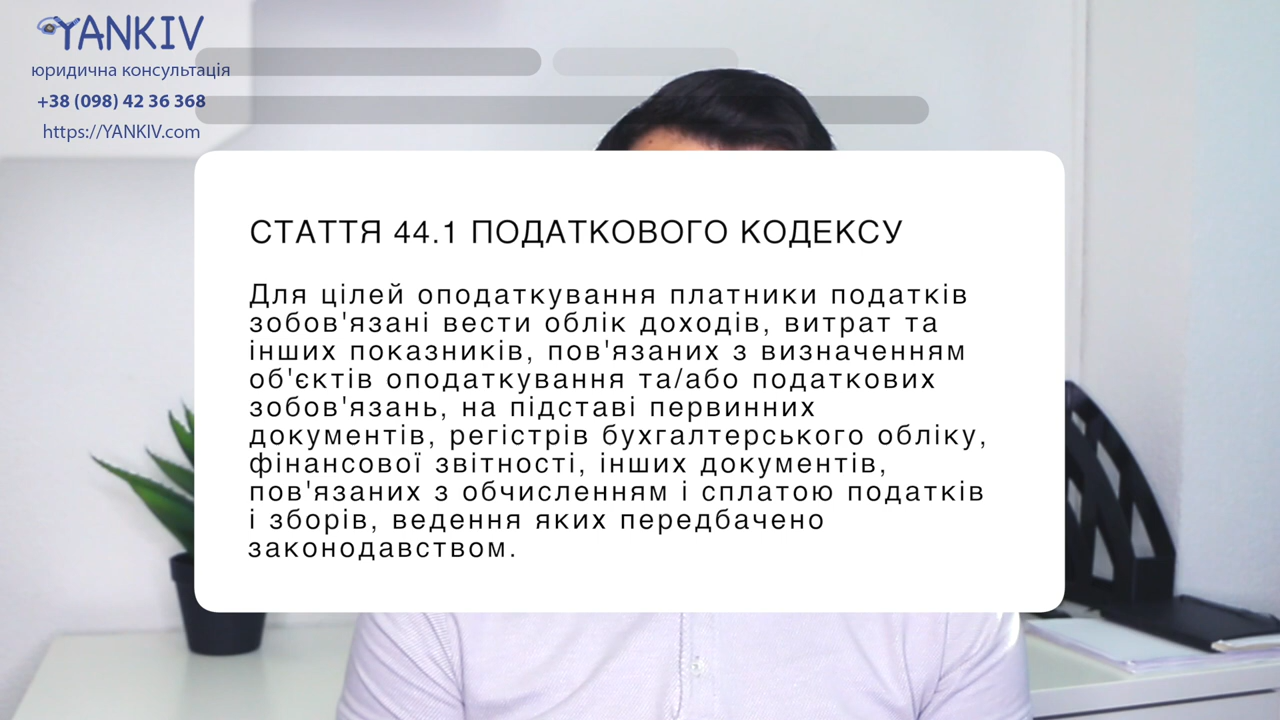 YANKIV
юридична консультація
+38 (098) 42 36 368
https://YANKIV.com
СТАТТЯ 44.1 ПОДАТКОВОГО КОДЕКСУ
Для цілей оподаткування платники податків
зобов'язані вести облік доходів, витрат та
інших показників, пов'язаних з визначенням
об'єктів оподаткування та/або податкових
зобов'язань, на підставі первинних
документів, регістрів бухгалтерського обліку,
фінансової звітності, інших документів,
пов'язаних з обчисленням і сплатою податків
і зборів, ведення яких передбачено
законодавством.